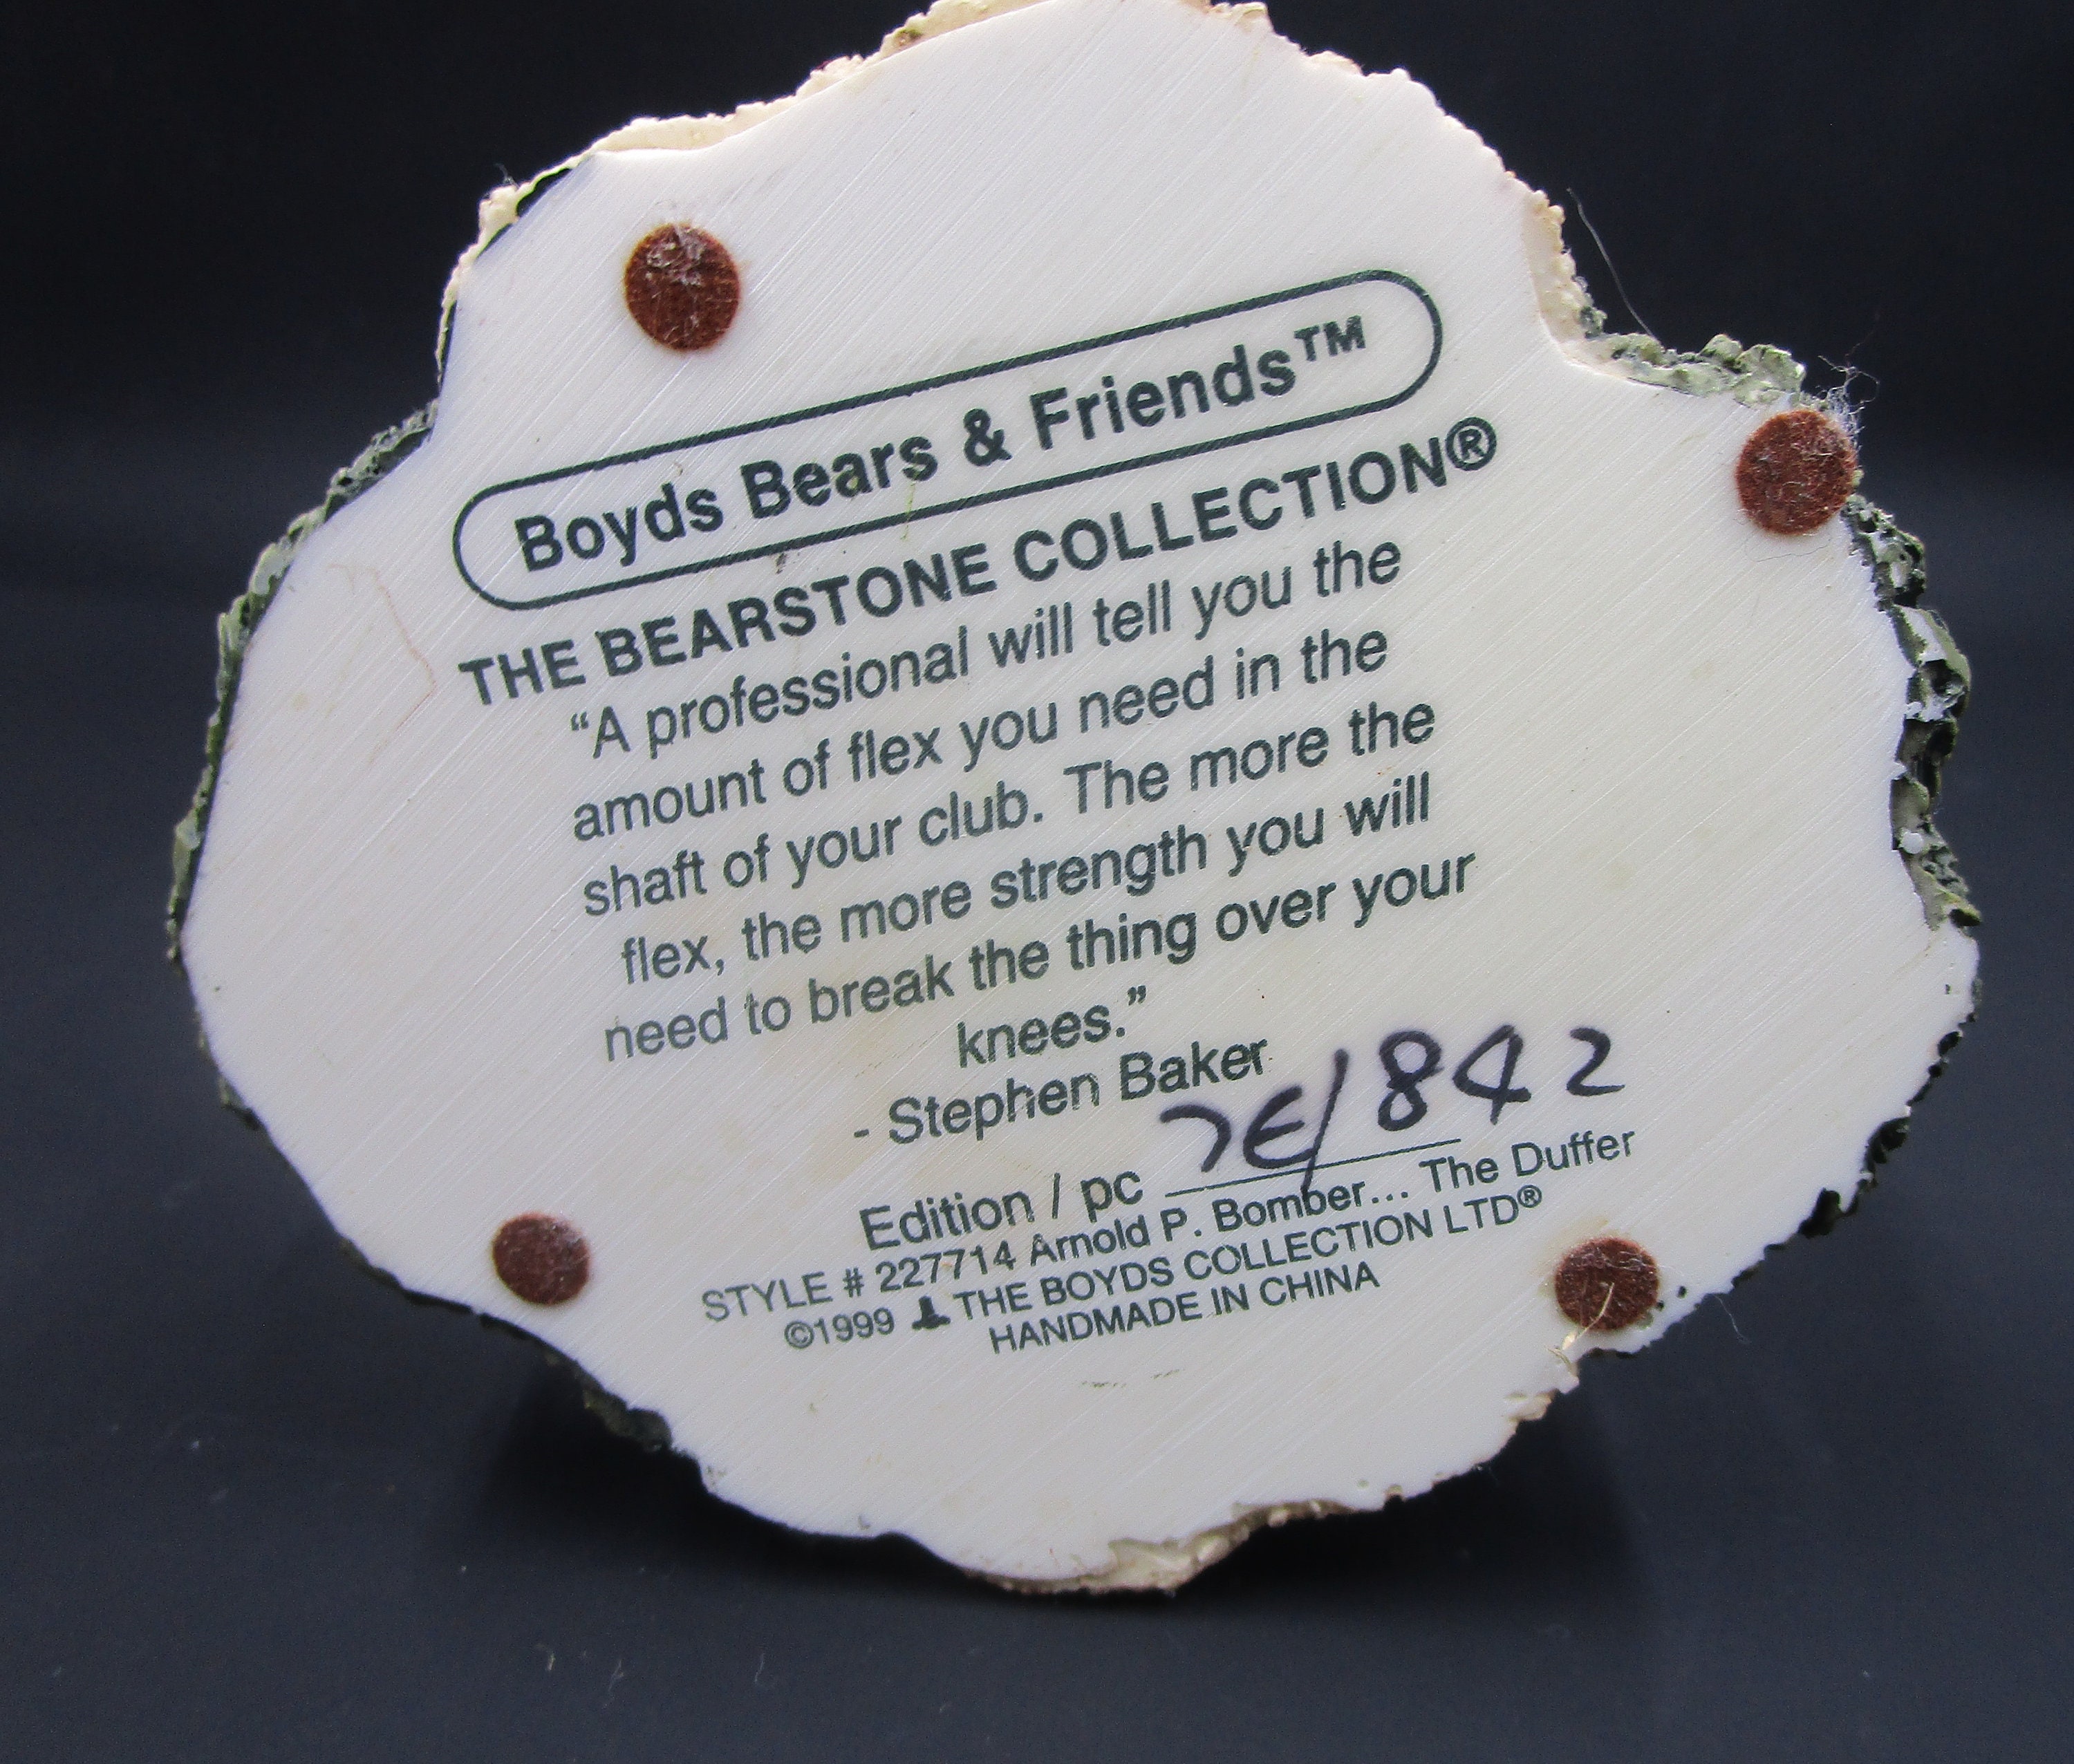 Boyds Bears & Friends™
THE BEARSTONE COLLECTION®
“A professional will tell you the
amount of flex you need in the
shaft of your club. The more the
flex, the more strength you will
need to break the thing over your
knees.”
- Stephen Baker
Edition / pc 7E/842
STYLE # 227714 Arnold P. Bomber... The Duffer
©1999 THE BOYDS COLLECTION LTD®
HANDMADE IN CHINA